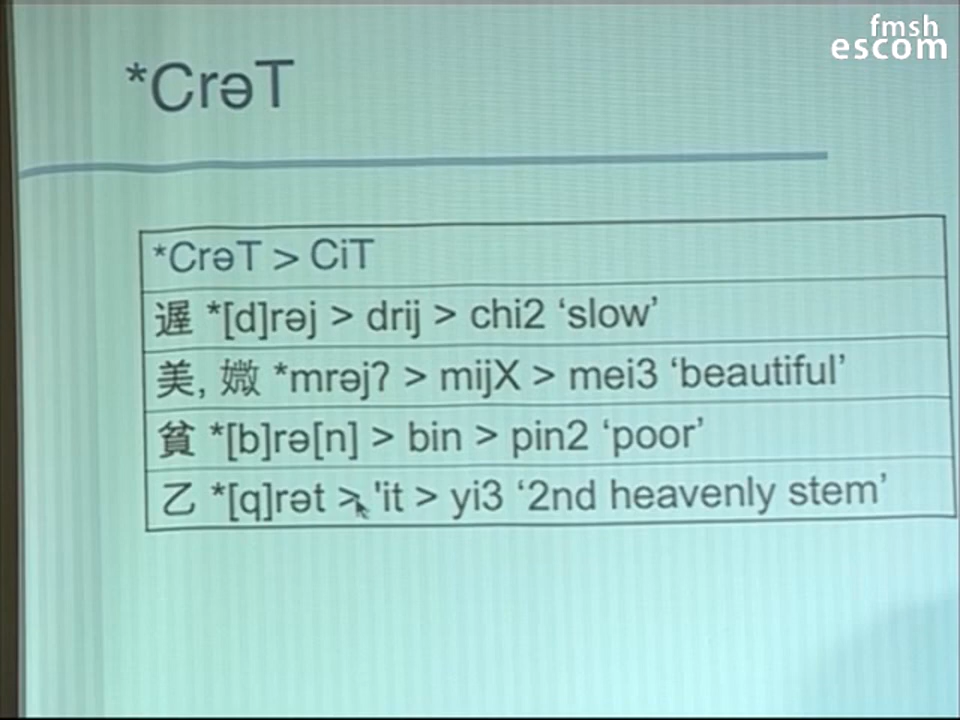 fmsh
escom
*CrəT
*CrəT > CiT
遲 *[d]rəj > drij > chi2 ‘slow’
美, 媺 *mrəjʔ > mijX > mei3 ‘beautiful’
貧 *[b]rə[n] > bin > pin2 ‘poor’
乙 *[q]rət > 'it > yi3 ‘2nd heavenly stem’